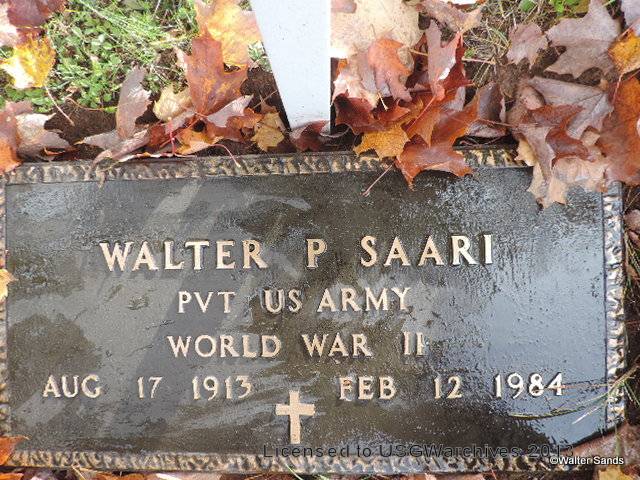 WALTER P SAARI
PVT US ARMY
WORLD WAR II
AUG 17 1913 FEB 12 1984
Licensed to USGWarchives 2013
©Walter Sands